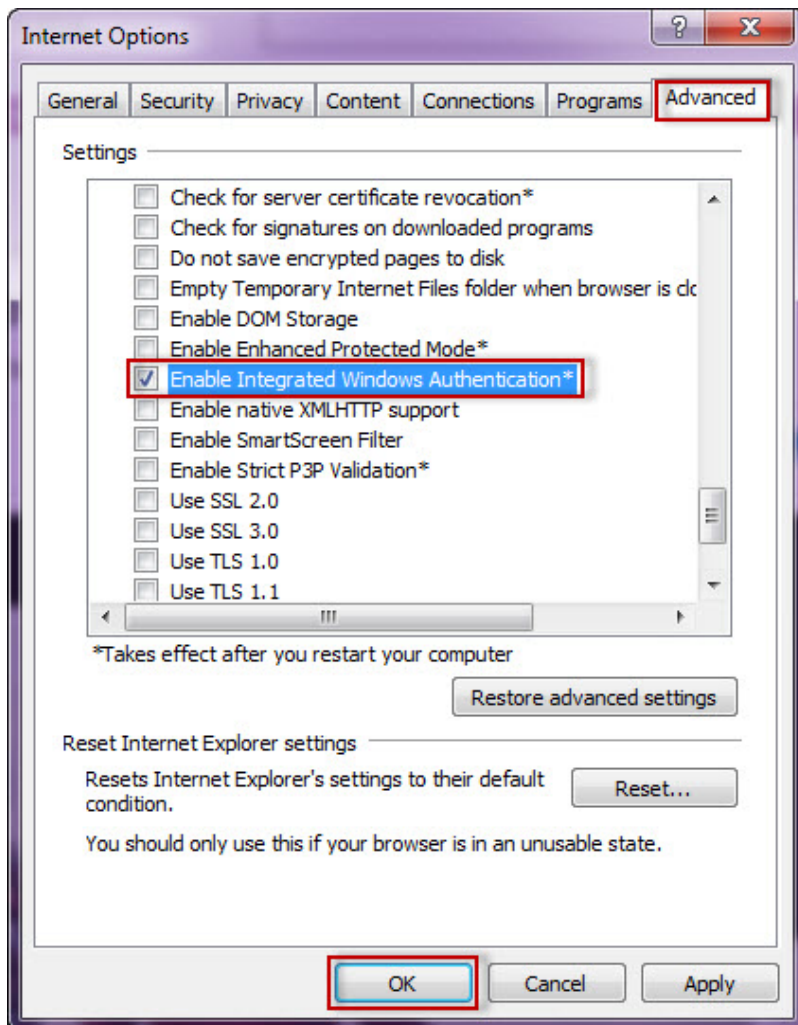 Internet Options
General Security Privacy Content Connections Programs Advanced
Settings
Check for server certificate revocation*
Check for signatures on downloaded programs
Do not save encrypted pages to disk
Empty Temporary Internet Files folder when browser is
Enable DOM Storage
Enable Enhanced Protected Mode*
Enable Integrated Windows Authentication*
Enable native XMLHTTP support
Enable SmartScreen Filter
Enable Strict P3P Validation*
Use SSL 2.0
Use SSL 3.0
Use TLS 1.0
Use TLS 1.1
*Takes effect after you restart your computer
Restore advanced settings
Reset Internet Explorer settings
Resets Internet Explorer's settings to their default
condition.
Reset...
You should only use this if your browser is in an unusable state.
OK Cancel Apply